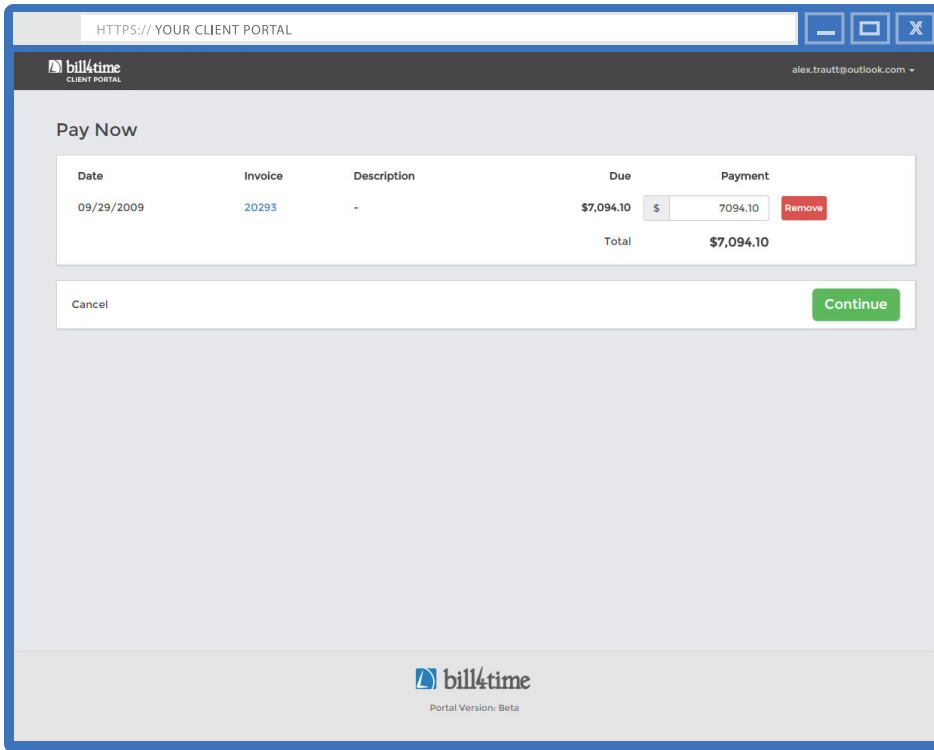 HTTPS:// YOUR CLIENT PORTAL
X
bill4time
CLIENT PORTAL
alex.trautt@outlook.com
Pay Now
Date Invoice Description Due Payment
09/29/2009 20293 - $7,094.10 $ 7094.10 Remove
Total $7,094.10
Cancel Continue
bill4time
Portal Version: Beta